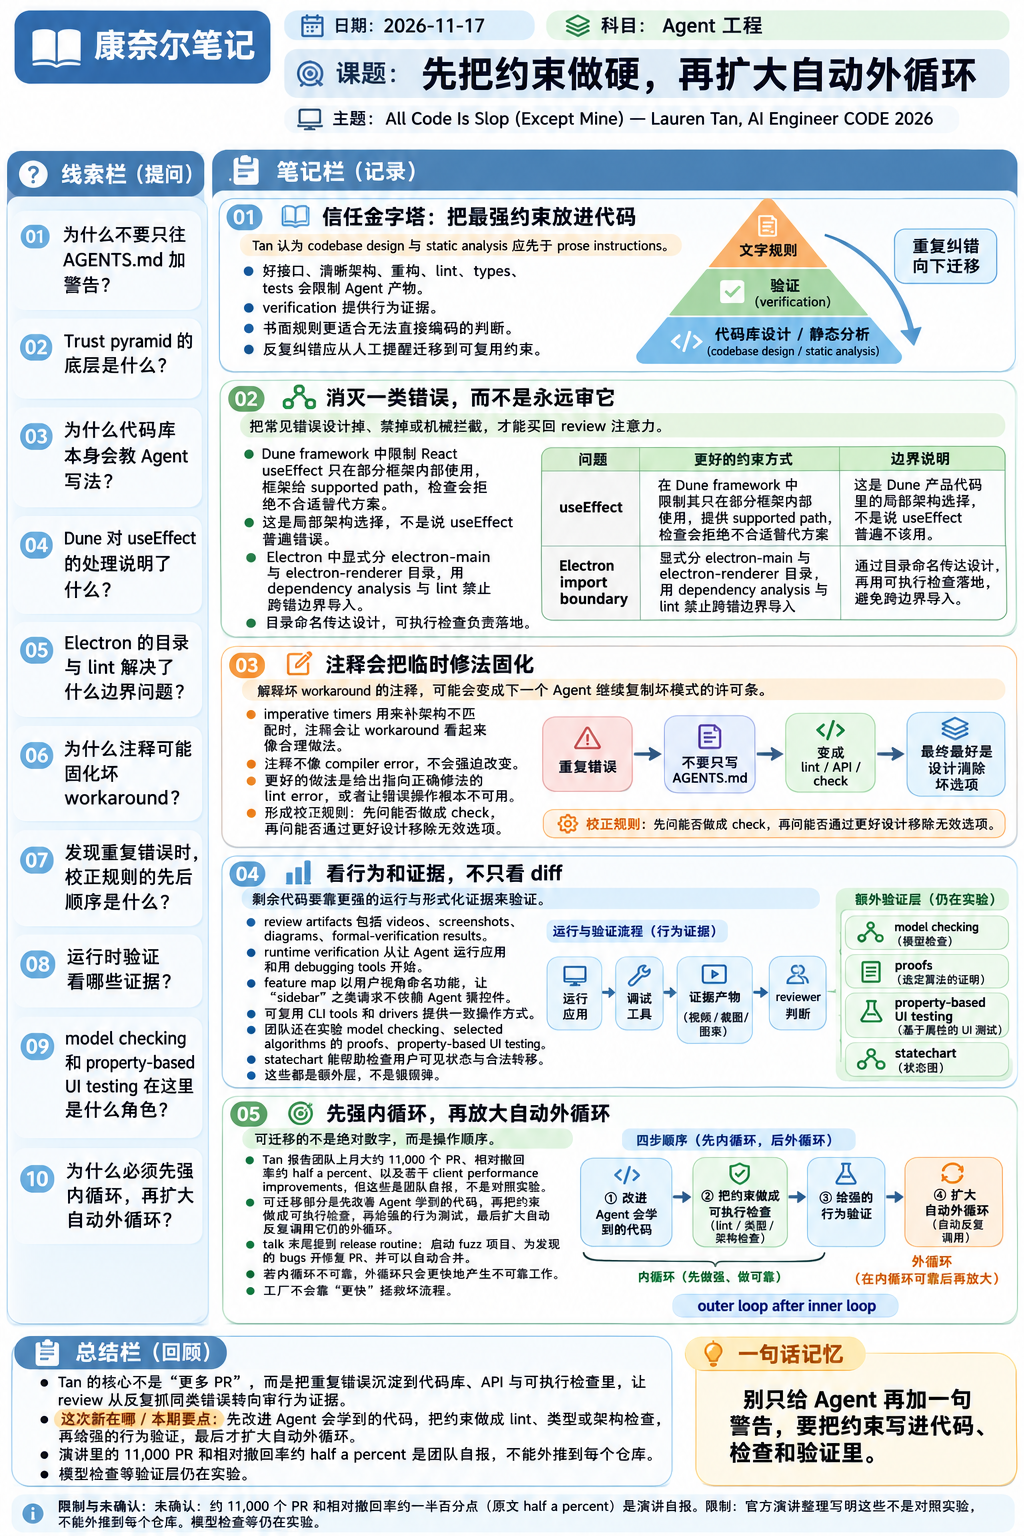 康奈尔笔记
日期：2026-11-17
科目：Agent 工程
课题：先把约束做硬，再扩大自动外循环
主题：All Code Is Slop (Except Mine) — Lauren Tan, AI Engineer CODE 2026
线索栏（提问）
01 为什么不要只往
AGENTS.md 加
警告？
02 Trust pyramid 的
底层是什么？
03 为什么代码库
本身会教 Agent
写法？
04 Dune 对 useEffect
的处理说明了
什么？
05 Electron 的目录
与 lint 解决了
什么边界问题？
06 为什么注释可能
固化坏
workaround？
07 发现重复错误时，
校正规则的先后
顺序是什么？
08 运行时验证
看哪些证据？
09 model checking
和 property-based
UI testing 在这里
是什么角色？
10 为什么必须先强
内循环，再扩大
自动外循环？
笔记栏（记录）
01 信任金字塔：把最强约束放进代码
Tan 认为 codebase design 与 static analysis 应先于 prose instructions。
好接口、清晰架构、重构、lint、types、
tests 会限制 Agent 产物。
verification 提供行为证据。
书面规则更适合无法直接编码的判断。
反复纠错应从人工提醒迁移到可复用约束。
文字规则
验证
(verification)
代码库设计 / 静态分析
(codebase design / static analysis)
重复纠错
向下迁移
02 消灭一类错误，而不是永远审它
把常见错误设计掉、禁掉或机械拦截，才能买回 review 注意力。
Dune framework 中限制 React
useEffect 只在部分框架内部使用，
框架给 supported path，检查会拒
绝不合适替代方案。
这是局部架构选择，不是说 useEffect
普遍错误。
Electron 中显式分 electron-main
与 electron-renderer 目录，用
dependency analysis 与 lint 禁止
跨错边界导入。
目录命名传达设计，可执行检查负责落地。
问题 更好的约束方式 边界说明
useEffect
在 Dune framework 中
限制其只在部分框架内部
使用，提供 supported path，
检查会拒绝不合适替代方案
这是 Dune 产品代码
里的局部架构选择，
不是说 useEffect
普遍不该用。
Electron
import
boundary
显式分 electron-main 与
electron-renderer 目录，
用 dependency analysis 与
lint 禁止跨错边界导入
通过目录命名传达设计，
再用可执行检查落地，
避免跨边界导入。
03 注释会把临时修法固化
解释坏 workaround 的注释，可能会变成下一个 Agent 继续复制坏模式的许可条。
imperative timers 用来补架构不匹
配时，注释会让 workaround 看起来
像合理做法。
注释不像 compiler error，不会强迫改变。
更好的做法是给出指向正确修法的
lint error，或者让错误操作根本不可用。
形成校正规则：先问能否做成 check，
再问能否通过更好设计移除无效选项。
重复错误
不要只写
AGENTS.md
变成
lint / API /
check
最终最好是
设计消除
坏选项
校正规则：先问能否做成 check，再问能否通过更好设计移除无效选项。
04 看行为和证据，不只看 diff
剩余代码要靠更强的运行与形式化证据来验证。
review artifacts 包括 videos、screenshots、
diagrams、formal-verification results。
runtime verification 从让 Agent 运行应用
和用 debugging tools 开始。
feature map 以用户视角命名功能，让
“sidebar” 之类请求不依赖 Agent 猜控件。
可复用 CLI tools 和 drivers 提供一致操作方式。
团队还在实验 model checking、selected
algorithms 的 proofs、property-based UI testing。
statechart 能帮助检查用户可见状态与合法转移。
这些都是额外层，不是银弹。
运行与验证流程（行为证据）
运行
应用
调试
工具
证据产物
（视频 / 截图 /
图来）
reviewer
判断
额外验证层（仍在实验）
model checking
（模型检查）
proofs
（选定算法的证明）
property-based
UI testing
（基于属性的 UI 测试）
statechart
（状态图）
05 先强内循环，再放大自动外循环
可迁移的不是绝对数字，而是操作顺序。
Tan 报告团队上月大约 11,000 个 PR、相对撤回
率约 half a percent、以及若干 client performance
improvements，但这些是团队自报，不是对照实验。
可迁移部分是先改善 Agent 学到的代码，再把约束
做成可执行检查，再给强的行为测试，最后扩大自动
反复调用它们的外循环。
talk 末尾提到 release routine：启动 fuzz 项目、为发现
的 bugs 开修复 PR、并可以自动合并。
若内循环不可靠，外循环只会更快地产生不可靠工作。
工厂不会靠“更快”拯救坏流程。
四步顺序（先内循环，后外循环）
① 改进
Agent 会学
到的代码
② 把约束做成
可执行检查
（lint / 类型 /
架构检查）
③ 给强的
行为验证
④ 扩大
自动外循环
（自动反复
调用）
内循环（先做强、做可靠）
外循环
（在内循环可靠后再放大）
outer loop after inner loop
总结栏（回顾）
Tan 的核心不是“更多 PR”，而是把重复错误沉淀到代码库、API 与可执行检查里，让
review 从反复抓同类错误转向审行为证据。
这次新在哪 / 本期要点：先改进 Agent 会学到的代码，把约束做成 lint、类型或架构检查，
再给强的行为验证，最后才扩大自动外循环。
演讲里的 11,000 PR 和相对撤回率约 half a percent 是团队自报，不能外推到每个仓库。
模型检查等验证层仍在实验。
一句话记忆
别只给 Agent 再加一句
警告，要把约束写进代码、
检查和验证里。
限制与未确认：未确认：约 11,000 个 PR 和相对撤回率约一半百分点（原文 half a percent）是演讲自报。限制：官方演讲整理写明这些不是对照实验，
不能外推到每个仓库。模型检查等仍在实验。